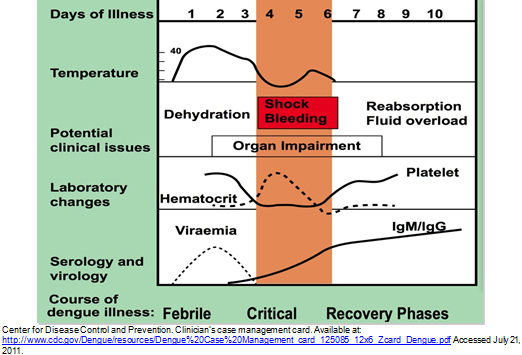 Days of Illness 1 2 3 4 5 6 7 8 9 10
40
Temperature
Shock
Dehydration Bleeding Reabsorption
Fluid overload
Potential
clinical issues
Organ Impairment
Laboratory
changes
Hematocrit
Platelet
Viraemia
IgM/IgG
Serology and
virology
Course of
dengue illness: Febrile Critical Recovery Phases
Center for Disease Control and Prevention. Clinician's case management card. Available at:
http://www.cdc.gov/Dengue/resources/Dengue%20Case%20Management_card_125085_12x6_Zcard_Dengue.pdf Accessed July 21,
2011.